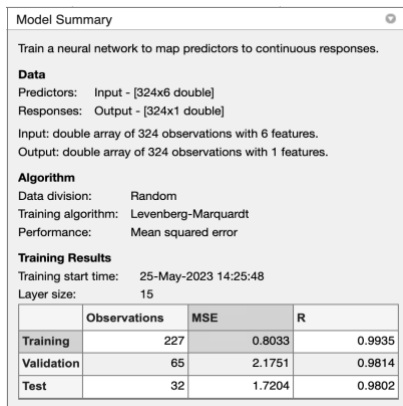 Model Summary
Train a neural network to map predictors to continuous responses.
Data
Predictors: Input - [324x6 double]
Responses: Output - [324x1 double]
Input: double array of 324 observations with 6 features.
Output: double array of 324 observations with 1 features.
Algorithm
Data division: Random
Training algorithm: Levenberg-Marquardt
Performance: Mean squared error
Training Results
Training start time: 25-May-2023 14:25:48
Layer size: 15
Observations MSE R
Training 227 0.8033 0.9935
Validation 65 2.1751 0.9814
Test 32 1.7204 0.9802